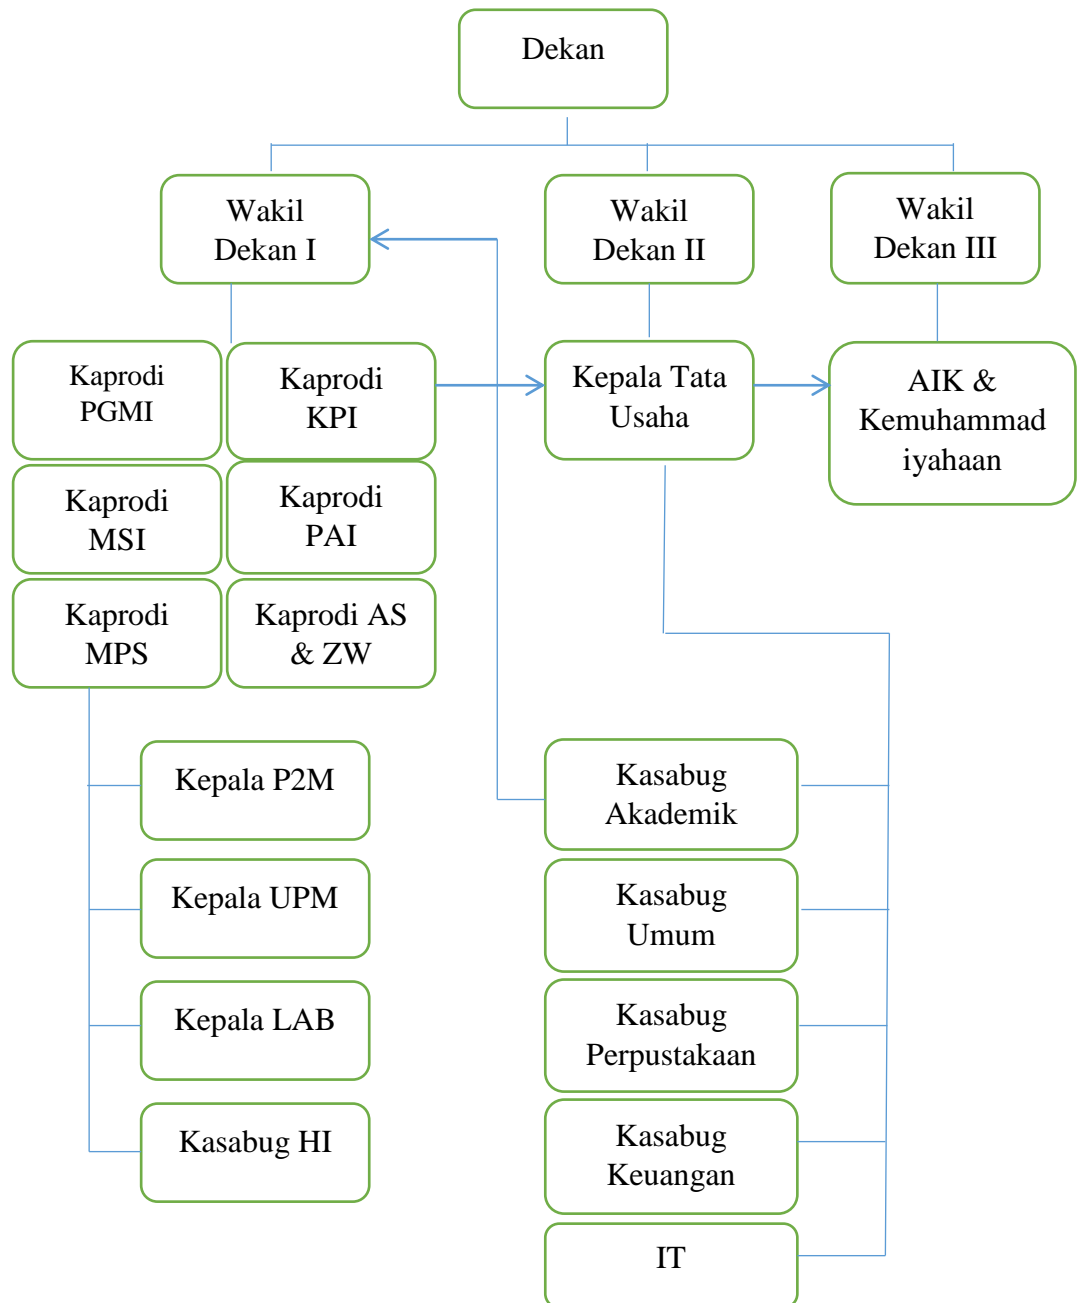 Dekan
Wakil
Dekan I
Wakil
Dekan II
Wakil
Dekan III
Kaprodi
PGMI
Kaprodi
KPI
Kepala Tata
Usaha
AIK &
Kemuhammad
iyahaan
Kaprodi
MSI
Kaprodi
PAI
Kaprodi
MPS
Kaprodi AS
& ZW
Kepala P2M
Kasabug
Akademik
Kepala UPM
Kasabug
Umum
Kepala LAB
Kasabug
Perpustakaan
Kasabug HI
Kasabug
Keuangan
IT